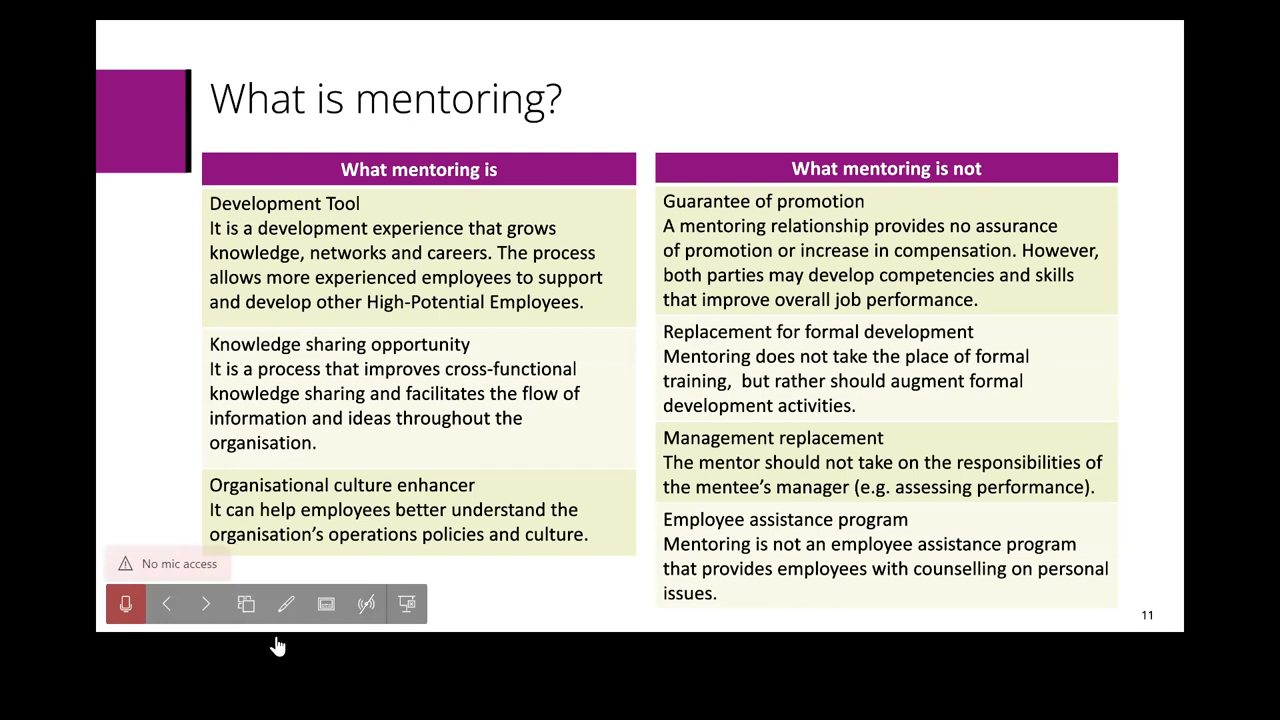 What is mentoring?
What mentoring is
Development Tool
It is a development experience that grows
knowledge, networks and careers. The process
allows more experienced employees to support
and develop other High-Potential Employees.
Knowledge sharing opportunity
It is a process that improves cross-functional
knowledge sharing and facilitates the flow of
information and ideas throughout the
organisation.
Organisational culture enhancer
It can help employees better understand the
organisation’s operations policies and culture.
What mentoring is not
Guarantee of promotion
A mentoring relationship provides no assurance
of promotion or increase in compensation. However,
both parties may develop competencies and skills
that improve overall job performance.
Replacement for formal development
Mentoring does not take the place of formal
training,  but rather should augment formal
development activities.
Management replacement
The mentor should not take on the responsibilities of
the mentee’s manager (e.g. assessing performance).
Employee assistance program
Mentoring is not an employee assistance program
that provides employees with counselling on personal
issues.
No mic access
11